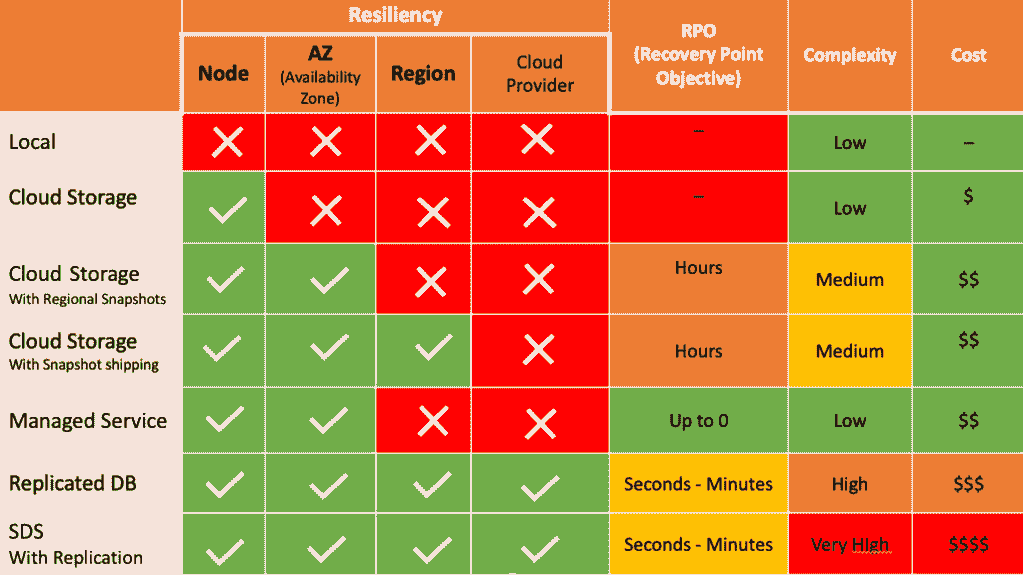 Resiliency
Node
AZ
(Availability
Zone)
Region
Cloud
Provider
RPO
(Recovery Point
Objective)
Complexity
Cost
Local
–
Low
–
Cloud Storage
–
Low
$
Cloud Storage
With Regional Snapshots
Hours
Medium
$$
Cloud Storage
With Snapshot shipping
Hours
Medium
$$
Managed Service
Up to 0
Low
$$
Replicated DB
Seconds - Minutes
High
$$$
SDS
With Replication
Seconds - Minutes
Very HIgh
$$$$